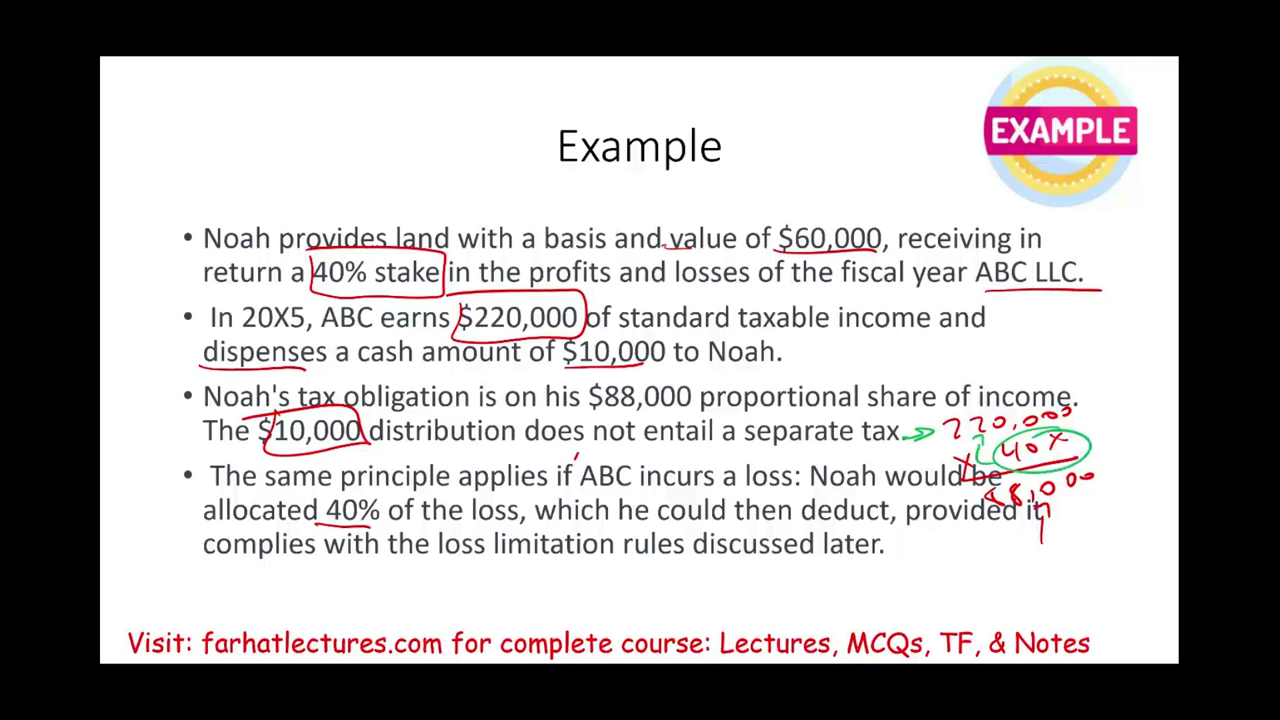 EXAMPLE
Example
• Noah provides land with a basis and value of $60,000, receiving in
return a 40% stake in the profits and losses of the fiscal year ABC LLC.
• In 20X5, ABC earns $220,000 of standard taxable income and
dispenses a cash amount of $10,000 to Noah.
• Noah's tax obligation is on his $88,000 proportional share of income.
The $10,000 distribution does not entail a separate tax.
220,000
x 40%
88,000
• The same principle applies if ABC incurs a loss: Noah would be
allocated 40% of the loss, which he could then deduct, provided it
complies with the loss limitation rules discussed later.
Visit: farhatlectures.com for complete course: Lectures, MCQs, TF, & Notes